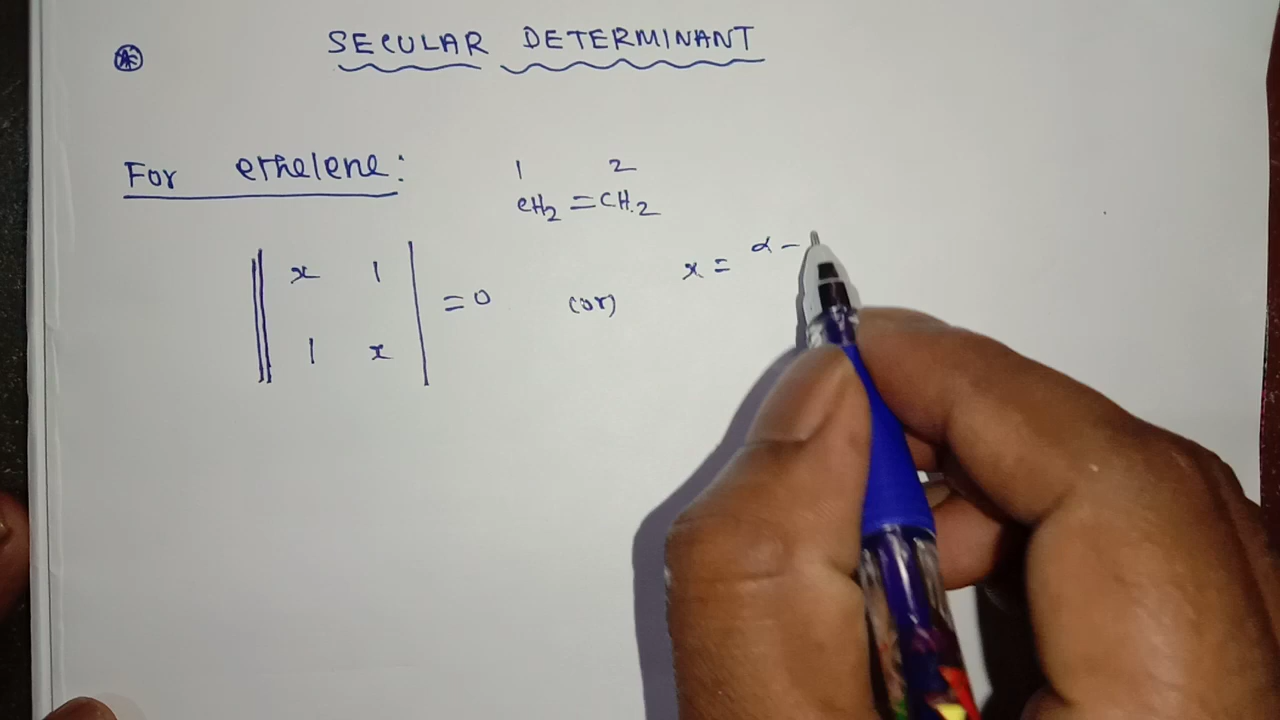 SECULAR DETERMINANT
For ethelene:
1 2
CH2 = CH2
x 1
1 x
= 0 (or) x = α -